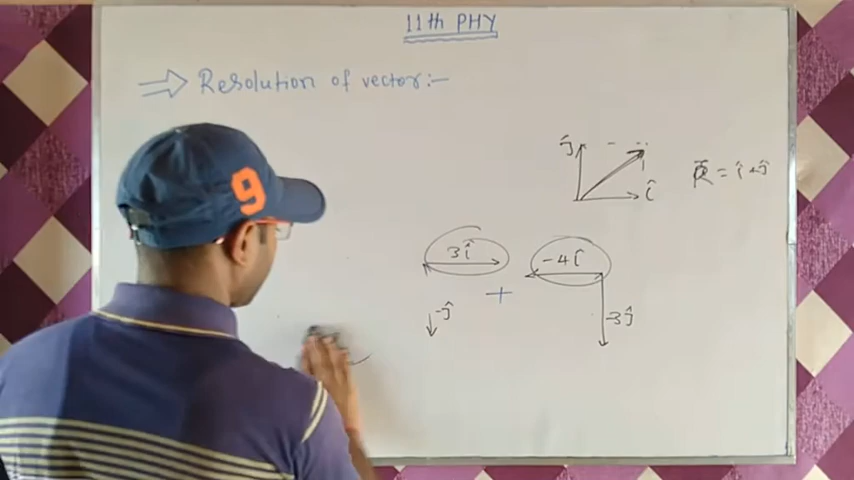 11th PHY
⇒ Resolution of vector:-
ĵ
î
R̄ = î+ĵ
3î
-4î
+
-ĵ
-3ĵ
9